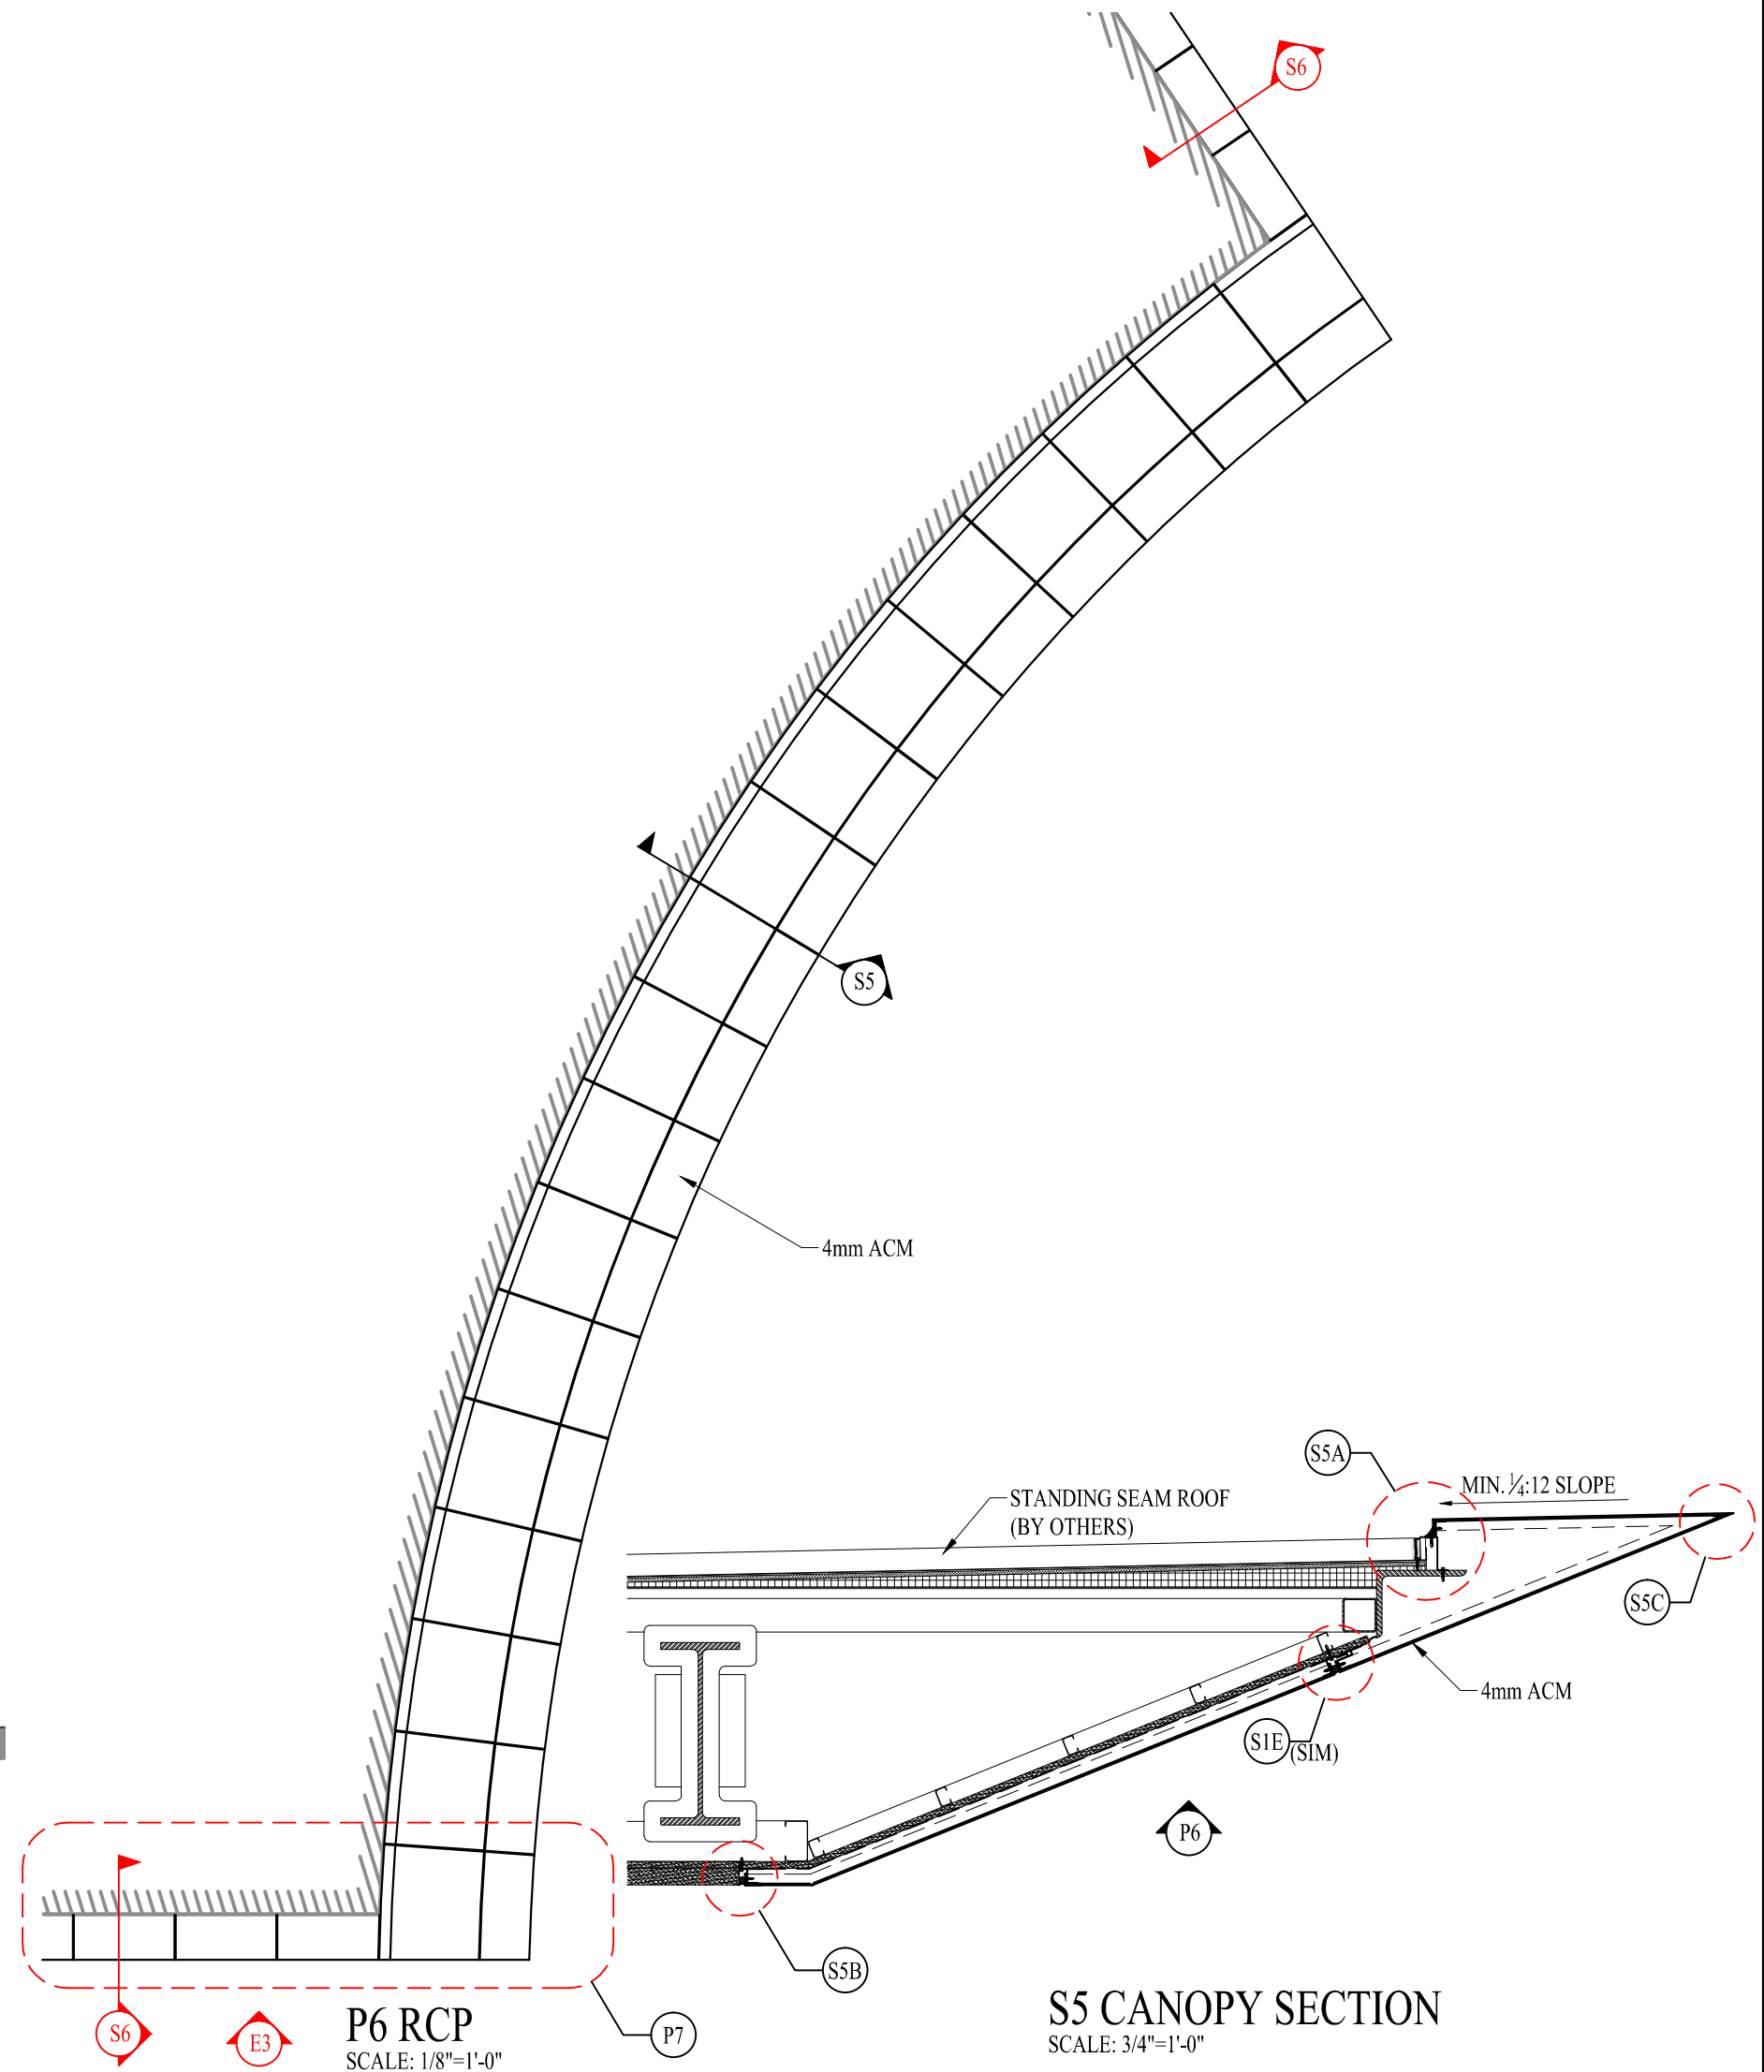 S6
S5
4mm ACM
S5A
MIN. ¼:12 SLOPE
STANDING SEAM ROOF
(BY OTHERS)
S5C
4mm ACM
S1E
(SIM)
P6
S5B
S5 CANOPY SECTION
SCALE: 3/4"=1'-0"
S6
E3
P6 RCP
SCALE: 1/8"=1'-0"
P7